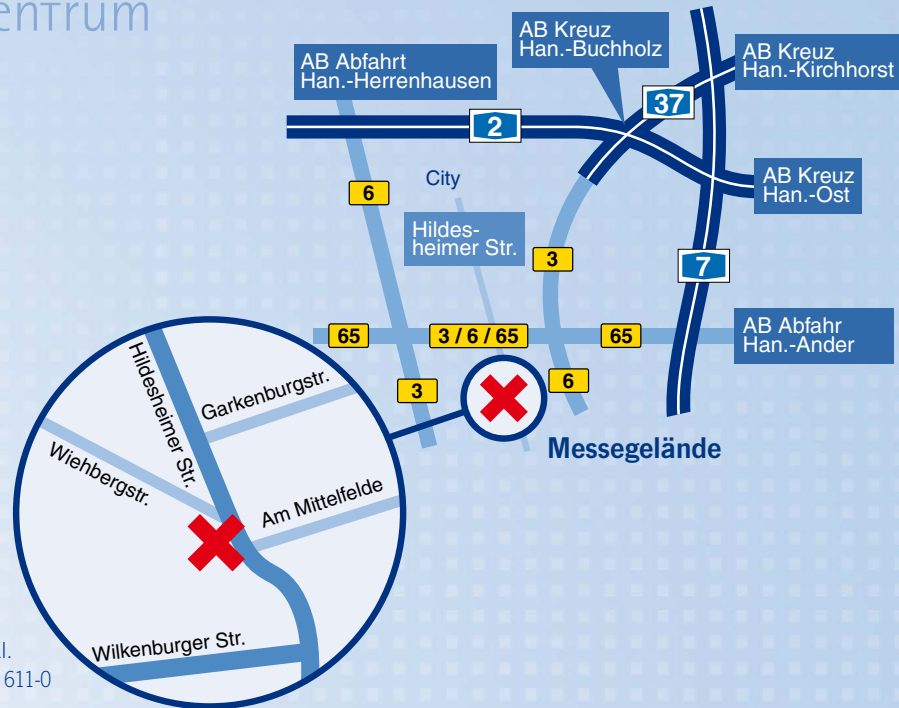 AB Kreuz
Han.-Buchholz
AB Abfahrt
Han.-Herrenhausen
AB Kreuz
Han.-Kirchhorst
37
2
AB Kreuz
Han.-Ost
City
6
Hildes-
heimer Str.
3
7
65
3 / 6 / 65
65
AB Abfahr
Han.-Ander
3
6
Messegelände
Hildesheimer Str.
Garkenburgstr.
Wiehbergstr.
Am Mittelfelde
Wilkenburger Str.
611-0